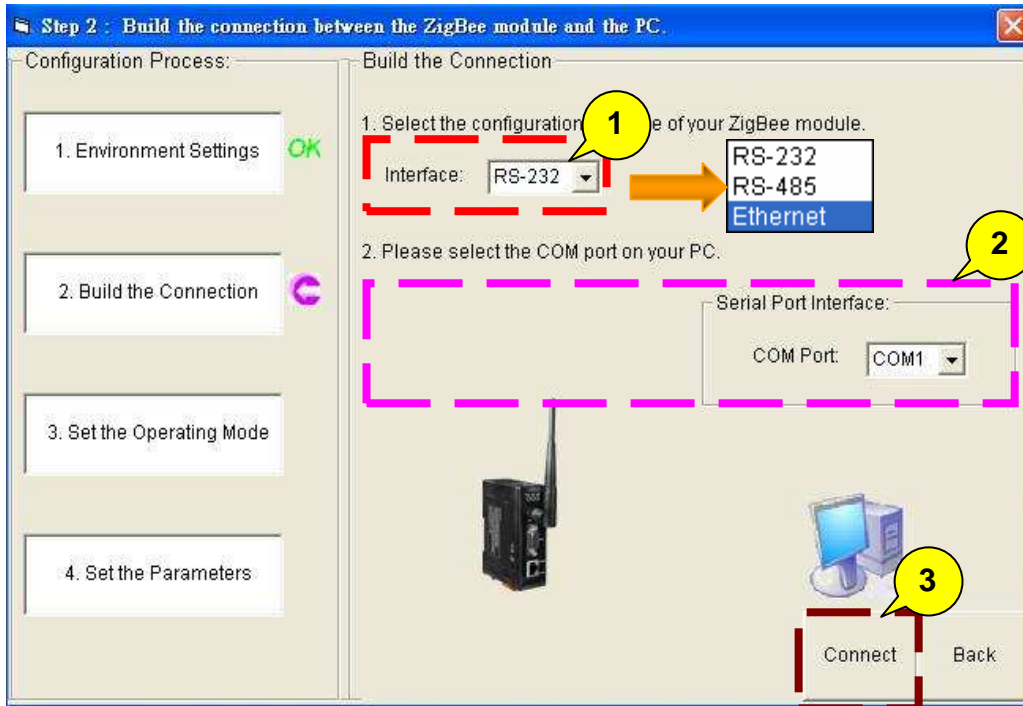 Step 2 : Build the connection between the ZigBee module and the PC.
Configuration Process:
1. Environment Settings
OK
2. Build the Connection
3. Set the Operating Mode
4. Set the Parameters
Build the Connection
1. Select the configuration e of your ZigBee module.
1
Interface: RS-232
RS-232
RS-485
Ethernet
2. Please select the COM port on your PC.
2
Serial Port Interface:
COM Port: COM1
3
Connect Back